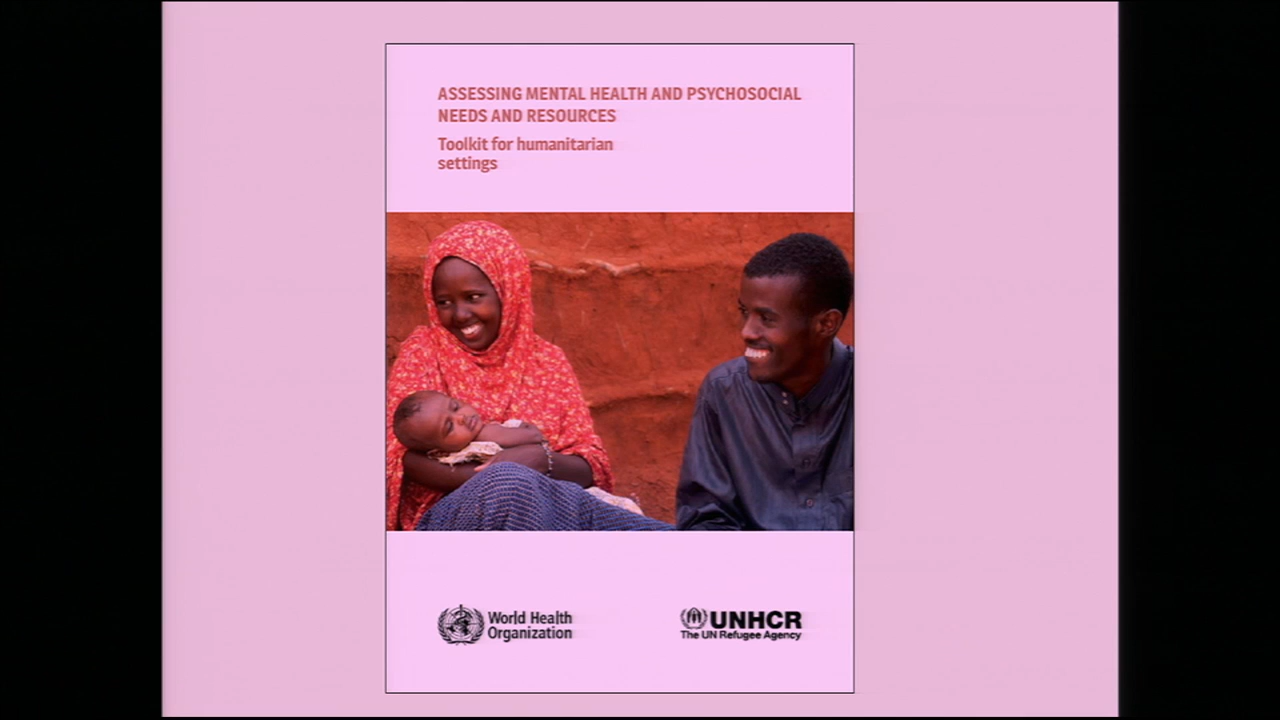 ASSESSING MENTAL HEALTH AND PSYCHOSOCIAL
NEEDS AND RESOURCES
Toolkit for humanitarian
settings
World Health
Organization
UNHCR
The UN Refugee Agency